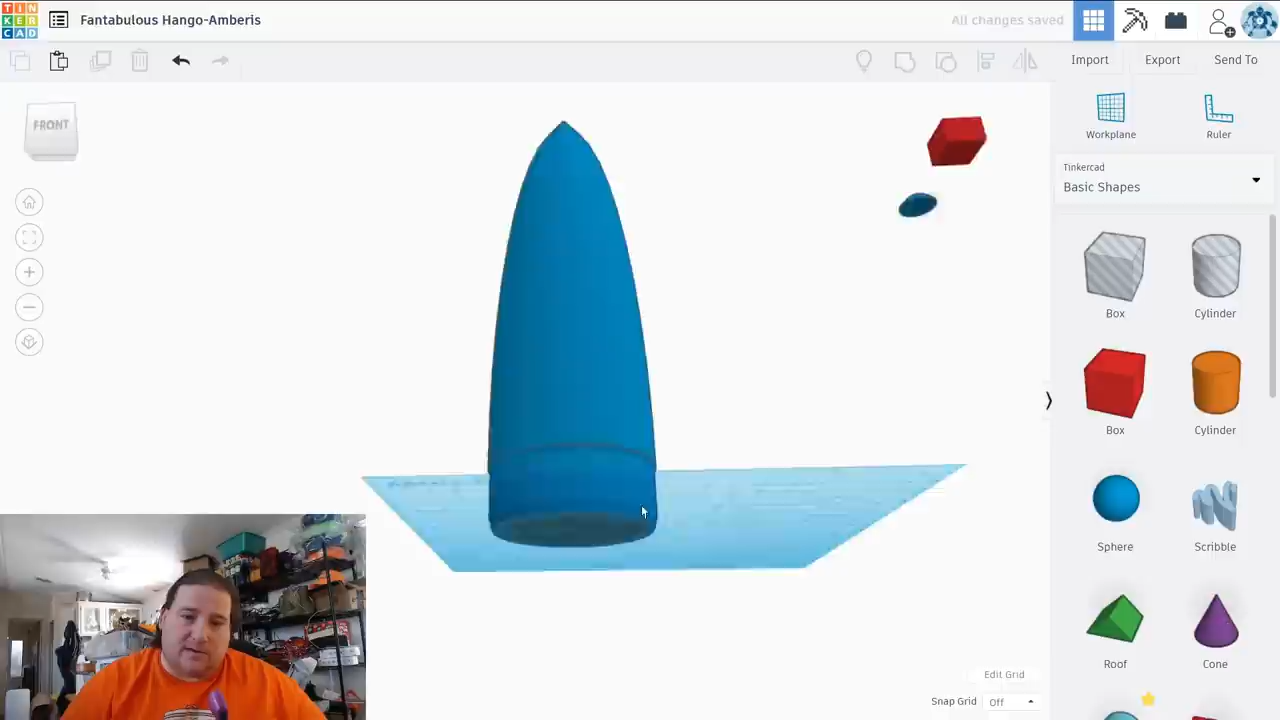 TIN
KER
CAD
Fantabulous Hango-Amberis
All changes saved
Import
Export
Send To
FRONT
Workplane
Ruler
Tinkercad
Basic Shapes
Box
Cylinder
Box
Cylinder
Sphere
Scribble
Roof
Cone
Edit Grid
Snap Grid
Off